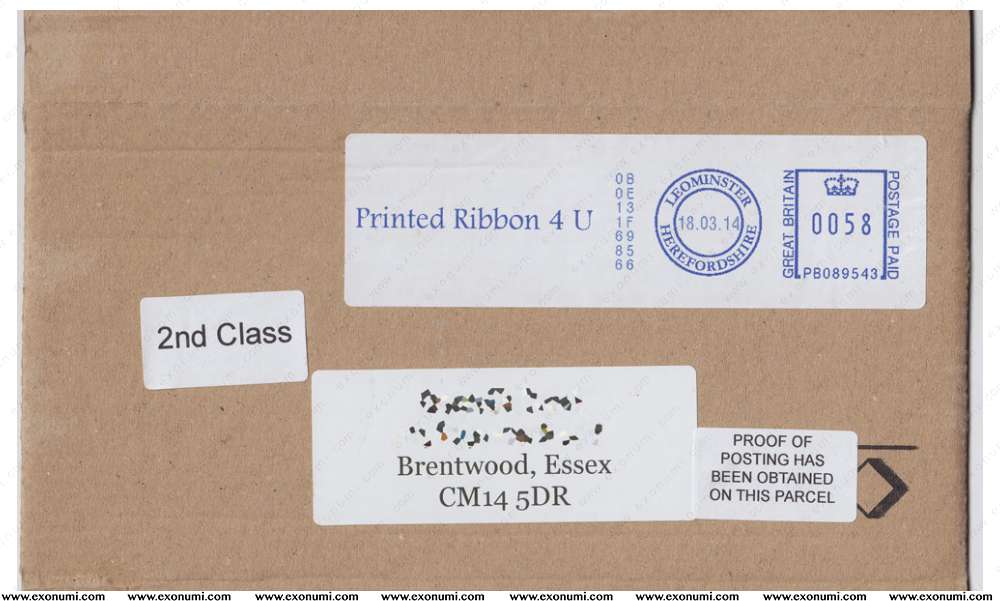 Printed Ribbon 4 U
0B
0E
13
1F
69
85
66
LEOMINSTER
18.03.14
HEREFORDSHIRE
GREAT BRITAIN
0058
PB089543
POSTAGE PAID
2nd Class
Brentwood, Essex
CM14 5DR
PROOF OF
POSTING HAS
BEEN OBTAINED
ON THIS PARCEL
www.exonumi.com www.exonumi.com www.exonumi.com www.exonumi.com www.exonumi.com www.exonumi.com www.exonumi.com www.exonumi.com